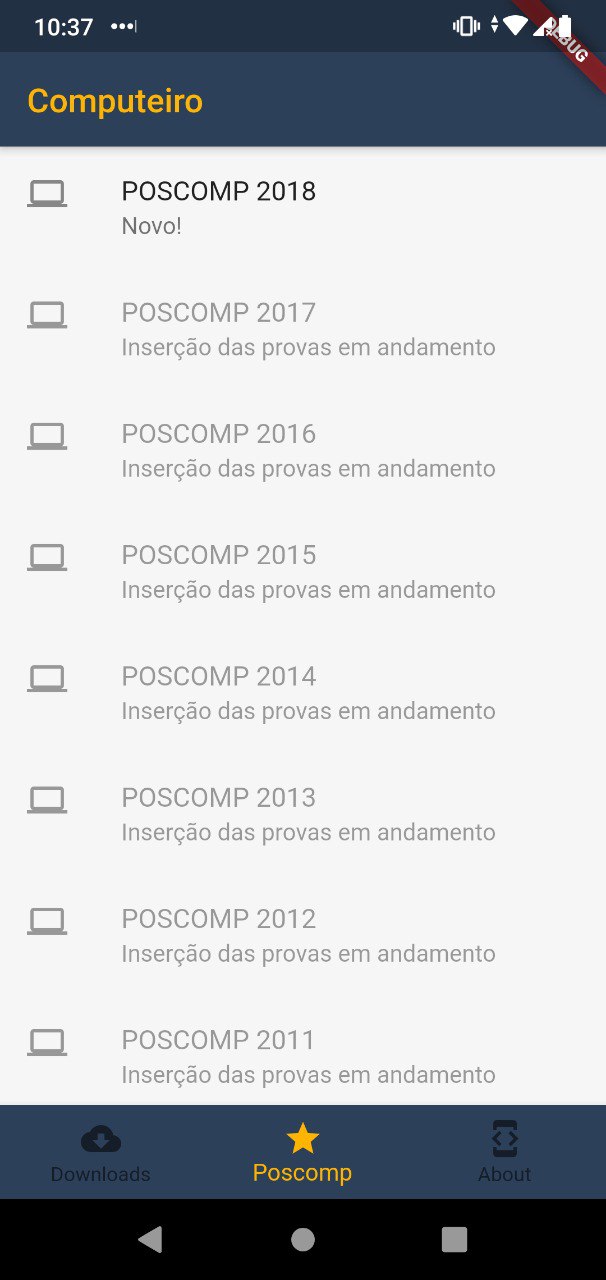 10:37
DEBUG
Computeiro
POSCOMP 2018
Novo!
POSCOMP 2017
Inserção das provas em andamento
POSCOMP 2016
Inserção das provas em andamento
POSCOMP 2015
Inserção das provas em andamento
POSCOMP 2014
Inserção das provas em andamento
POSCOMP 2013
Inserção das provas em andamento
POSCOMP 2012
Inserção das provas em andamento
POSCOMP 2011
Inserção das provas em andamento
Downloads Poscomp About